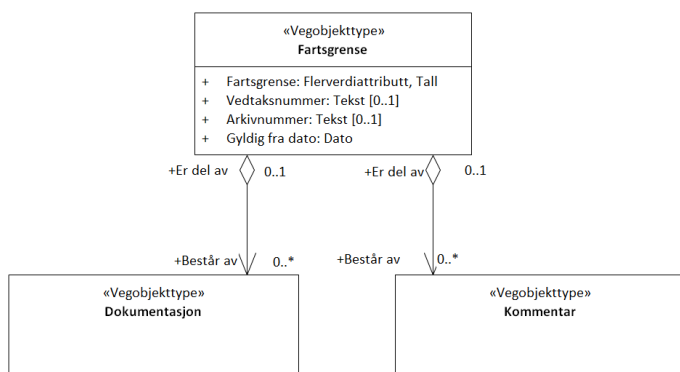 «Vegobjekttype»
Fartsgrense
+ Fartsgrense: Flerverdiattributt, Tall
+ Vedtaksnummer: Tekst [0..1]
+ Arkivnummer: Tekst [0..1]
+ Gyldig fra dato: Dato
+Er del av 0..1 +Er del av 0..1
+Består av 0..* +Består av 0..*
«Vegobjekttype» «Vegobjekttype»
Dokumentasjon Kommentar